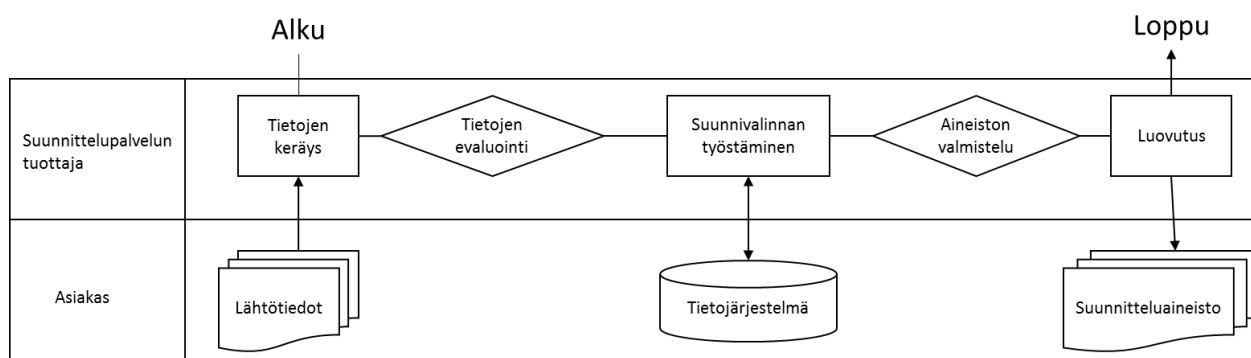 Alku
Loppu
Suunnittelupalvelun
tuottaja
Tietojen
keräys
Tietojen
evaluointi
Suunnivalinnan
työstäminen
Aineiston
valmistelu
Luovutus
Asiakas
Lähtötiedot
Tietojärjestelmä
Suunnitteluaineisto